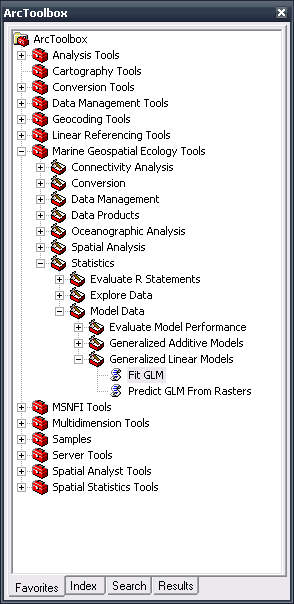 ArcToolbox
ArcToolbox
Analysis Tools
Cartography Tools
Conversion Tools
Data Management Tools
Geocoding Tools
Linear Referencing Tools
Marine Geospatial Ecology Tools
Connectivity Analysis
Conversion
Data Management
Data Products
Oceanographic Analysis
Spatial Analysis
Statistics
Evaluate R Statements
Explore Data
Model Data
Evaluate Model Performance
Generalized Additive Models
Generalized Linear Models
Fit GLM
Predict GLM From Rasters
MSNFI Tools
Multidimension Tools
Samples
Server Tools
Spatial Analyst Tools
Spatial Statistics Tools
Favorites Index Search Results